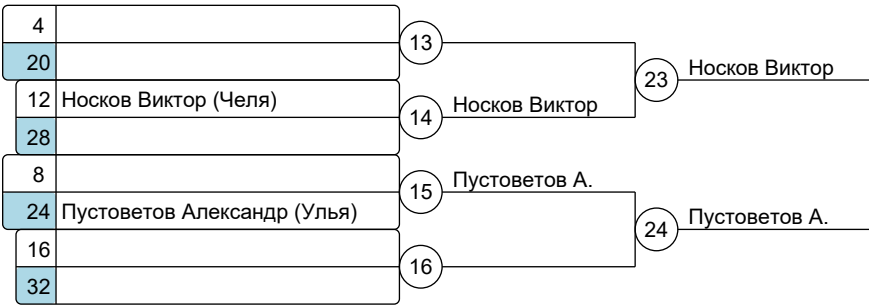 4
13
20
23 Носков Виктор
12 Носков Виктор (Челя)
14 Носков Виктор
28
8
15 Пустоветов А.
24 Пустоветов Александр (Улья)
24 Пустоветов А.
16
16
32